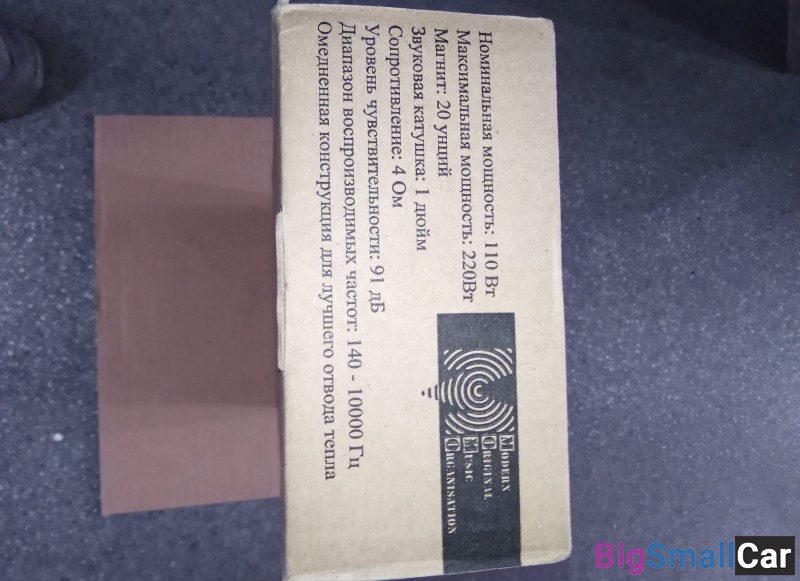 Номинальная мощность: 110 Вт
Максимальная мощность: 220Вт
Магнит: 20 унций
Звуковая катушка: 1 дюйм
Сопротивление: 4 Ом
Уровень чувствительности: 91 дБ
Диапазон воспроизводимых частот: 140 - 10000 Гц
Омедненная конструкция для лучшего отвода тепла
MODERN
ORIGINAL
MUSIC
ORGANISATION
BigSmallCar